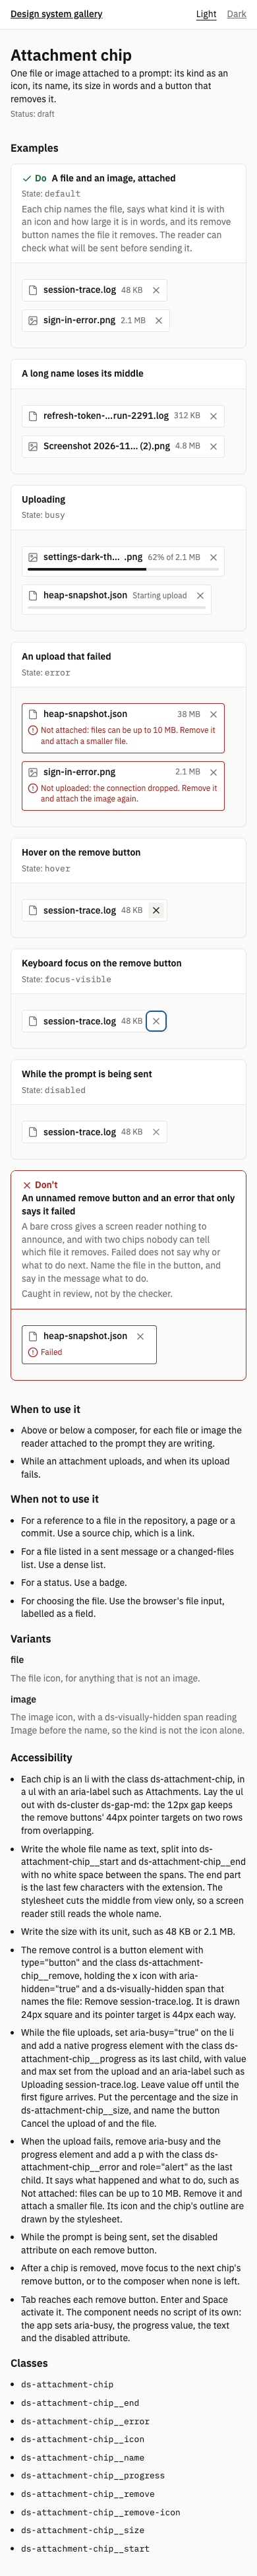 Design system gallery Light Dark
Attachment chip
One file or image attached to a prompt: its kind as an
icon, its name, its size in words and a button that
removes it.
Status: draft
Examples
Do A file and an image, attached
State: default
Each chip names the file, says what kind it is with
an icon and how large it is in words, and its remove
button names the file it removes. The reader can
check what will be sent before sending it.
session-trace.log 48 KB
sign-in-error.png 2.1 MB
A long name loses its middle
refresh-token-…run-2291.log 312 KB
Screenshot 2026-11… (2).png 4.8 MB
Uploading
State: busy
settings-dark-th… .png 62% of 2.1 MB
heap-snapshot.json Starting upload
An upload that failed
State: error
heap-snapshot.json 38 MB
Not attached: files can be up to 10 MB. Remove it
and attach a smaller file.
sign-in-error.png 2.1 MB
Not uploaded: the connection dropped. Remove it
and attach the image again.
Hover on the remove button
State: hover
session-trace.log 48 KB
Keyboard focus on the remove button
State: focus-visible
session-trace.log 48 KB
While the prompt is being sent
State: disabled
session-trace.log 48 KB
Don't
An unnamed remove button and an error that only
says it failed
A bare cross gives a screen reader nothing to
announce, and with two chips nobody can tell
which file it removes. Failed does not say why or
what to do next. Name the file in the button, and
say in the message what to do.
Caught in review, not by the checker.
heap-snapshot.json
Failed
When to use it
• Above or below a composer, for each file or image the
reader attached to the prompt they are writing.
• While an attachment uploads, and when its upload
fails.
When not to use it
• For a reference to a file in the repository, a page or a
commit. Use a source chip, which is a link.
• For a file listed in a sent message or a changed-files
list. Use a dense list.
• For a status. Use a badge.
• For choosing the file. Use the browser's file input,
labelled as a field.
Variants
file
The file icon, for anything that is not an image.
image
The image icon, with a ds-visually-hidden span reading
Image before the name, so the kind is not the icon alone.
Accessibility
• Each chip is an li with the class ds-attachment-chip, in
a ul with an aria-label such as Attachments. Lay the ul
out with ds-cluster ds-gap-md: the 12px gap keeps
the remove buttons' 44px pointer targets on two rows
from overlapping.
• Write the whole file name as text, split into ds-
attachment-chip__start and ds-attachment-chip__end
with no white space between the spans. The end part
is the last few characters with the extension. The
stylesheet cuts the middle from view only, so a screen
reader still reads the whole name.
• Write the size with its unit, such as 48 KB or 2.1 MB.
• The remove control is a button element with
type="button" and the class ds-attachment-
chip__remove, holding the x icon with aria-
hidden="true" and a ds-visually-hidden span that
names the file: Remove session-trace.log. It is drawn
24px square and its pointer target is 44px each way.
• While the file uploads, set aria-busy="true" on the li
and add a native progress element with the class ds-
attachment-chip__progress as its last child, with value
and max set from the upload and an aria-label such as
Uploading session-trace.log. Leave value off until the
first figure arrives. Put the percentage and the size in
ds-attachment-chip__size, and name the button
Cancel the upload of and the file.
• When the upload fails, remove aria-busy and the
progress element and add a p with the class ds-
attachment-chip__error and role="alert" as the last
child. It says what happened and what to do, such as
Not attached: files can be up to 10 MB. Remove it and
attach a smaller file. Its icon and the chip's outline are
drawn by the stylesheet.
• While the prompt is being sent, set the disabled
attribute on each remove button.
• After a chip is removed, move focus to the next chip's
remove button, or to the composer when none is left.
• Tab reaches each remove button. Enter and Space
activate it. The component needs no script of its own:
the app sets aria-busy, the progress value, the text
and the disabled attribute.
Classes
• ds-attachment-chip
• ds-attachment-chip__end
• ds-attachment-chip__error
• ds-attachment-chip__icon
• ds-attachment-chip__name
• ds-attachment-chip__progress
• ds-attachment-chip__remove
• ds-attachment-chip__remove-icon
• ds-attachment-chip__size
• ds-attachment-chip__start